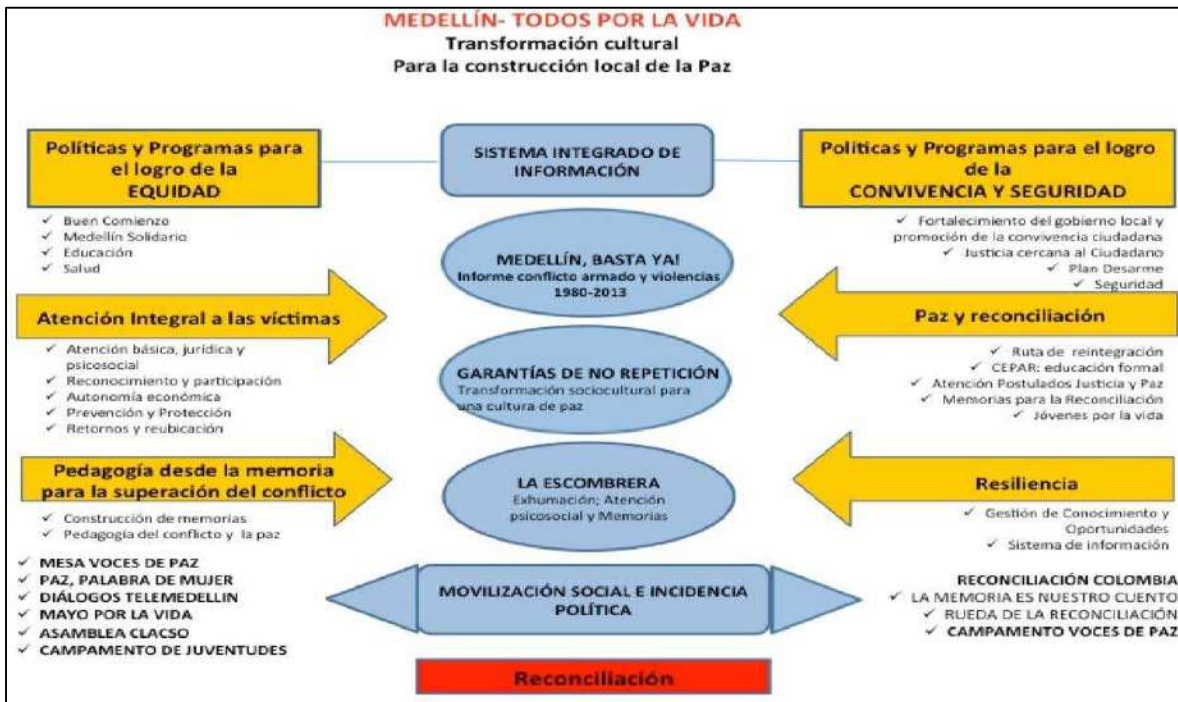 MEDELLÍN- TODOS POR LA VIDA
Transformación cultural
Para la construcción local de la Paz
Políticas y Programas para
el logro de la
EQUIDAD
✓ Buen Comienzo
✓ Medellín Solidario
✓ Educación
✓ Salud
Atención Integral a las víctimas
✓ Atención básica, jurídica y
psicosocial
✓ Reconocimiento y participación
✓ Autonomía económica
✓ Prevención y Protección
✓ Retornos y reubicación
Pedagogía desde la memoria
para la superación del conflicto
✓ Construcción de memorias
✓ Pedagogía del conflicto y la paz
✓ MESA VOCES DE PAZ
✓ PAZ, PALABRA DE MUJER
✓ DIÁLOGOS TELEMEDELLIN
✓ MAYO POR LA VIDA
✓ ASAMBLEA CLACSO
✓ CAMPAMENTO DE JUVENTUDES
SISTEMA INTEGRADO DE
INFORMACIÓN
MEDELLÍN, BASTA YA!
Informe conflicto armado y violencias
1980-2013
GARANTÍAS DE NO REPETICIÓN
Transformación sociocultural para
una cultura de paz
LA ESCOMBRERA
Exhumación; Atención
psicosocial y Memorias
MOVILIZACIÓN SOCIAL E INCIDENCIA
POLÍTICA
Reconciliación
Políticas y Programas para el logro
de la
CONVIVENCIA Y SEGURIDAD
✓ Fortalecimiento del gobierno local y
promoción de la convivencia ciudadana
✓ Justicia cercana al Ciudadano
✓ Plan Desarme
✓ Seguridad
Paz y reconciliación
✓ Ruta de reintegración
✓ CEPAR: educación formal
✓ Atención Postulados Justicia y Paz
✓ Memorias para la Reconciliación
✓ Jóvenes por la vida
Resiliencia
✓ Gestión de Conocimiento y
Oportunidades
✓ Sistema de información
RECONCILIACIÓN COLOMBIA
✓ LA MEMORIA ES NUESTRO CUENTO
✓ RUEDA DE LA RECONCILIACIÓN
✓ CAMPAMENTO VOCES DE PAZ